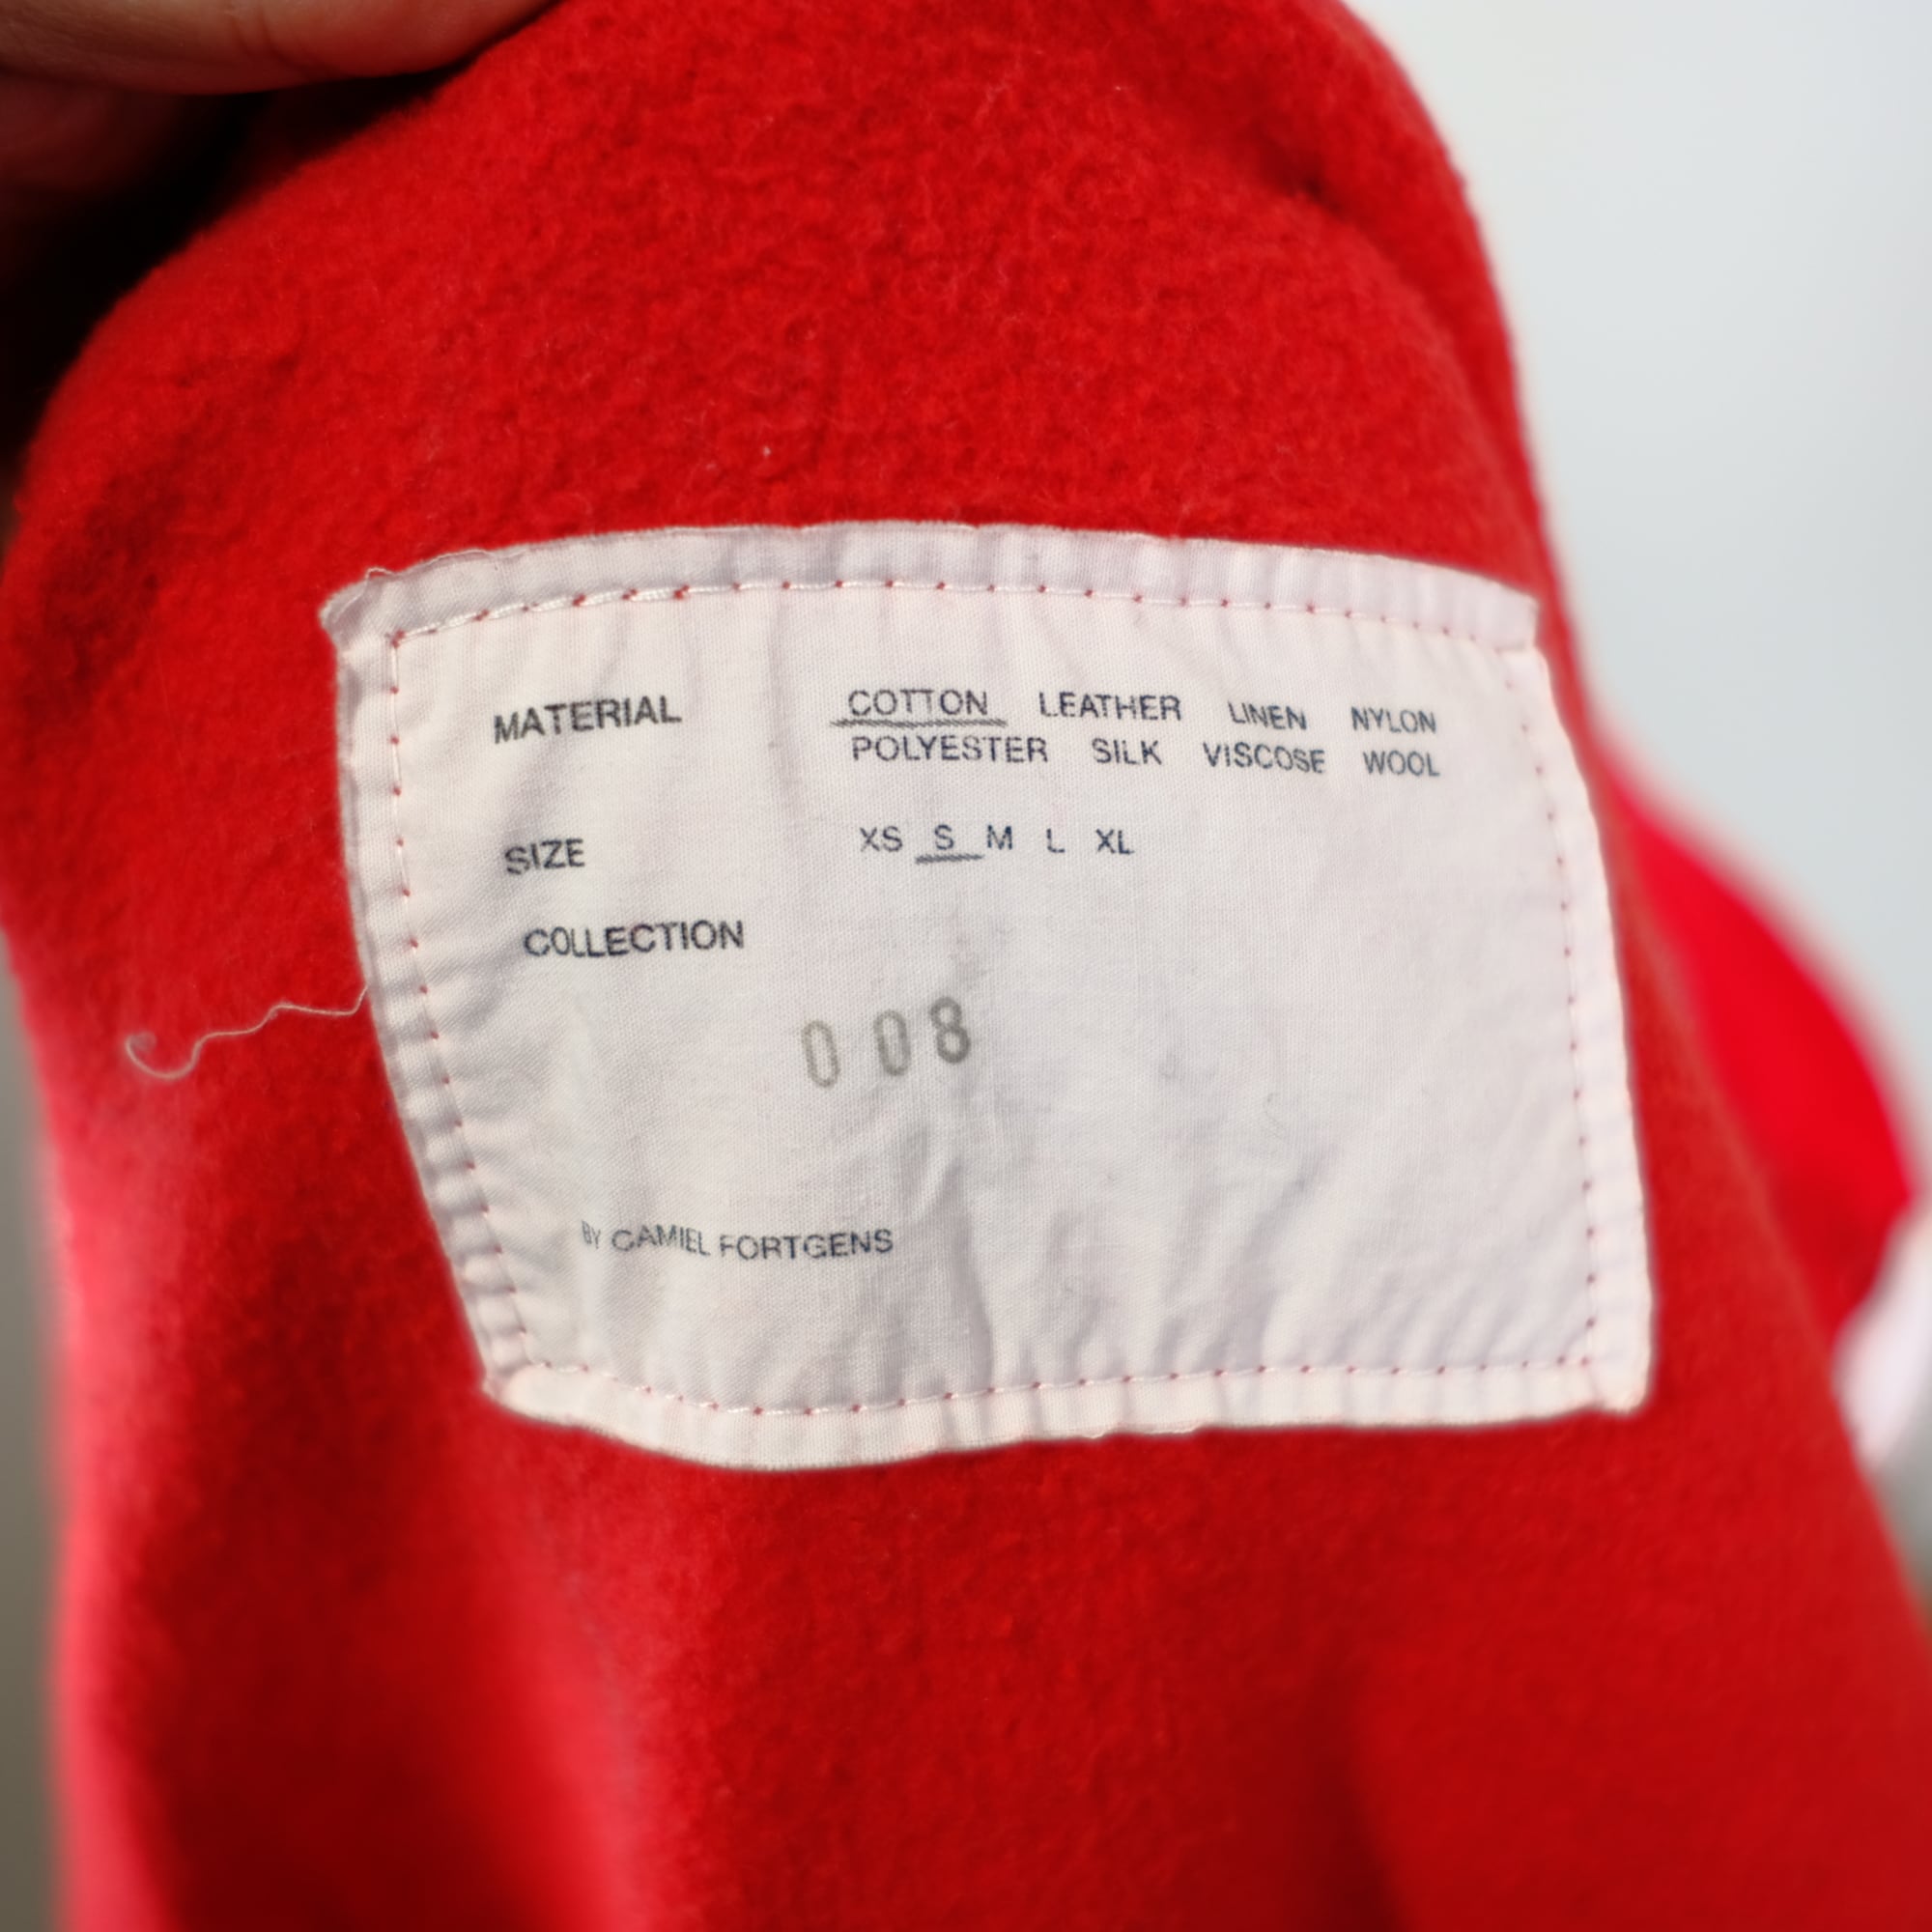 MATERIAL COTTON LEATHER LINEN NYLON
POLYESTER SILK VISCOSE WOOL
SIZE XS S M L XL
COLLECTION
008
BY CAMIEL FORTGENS